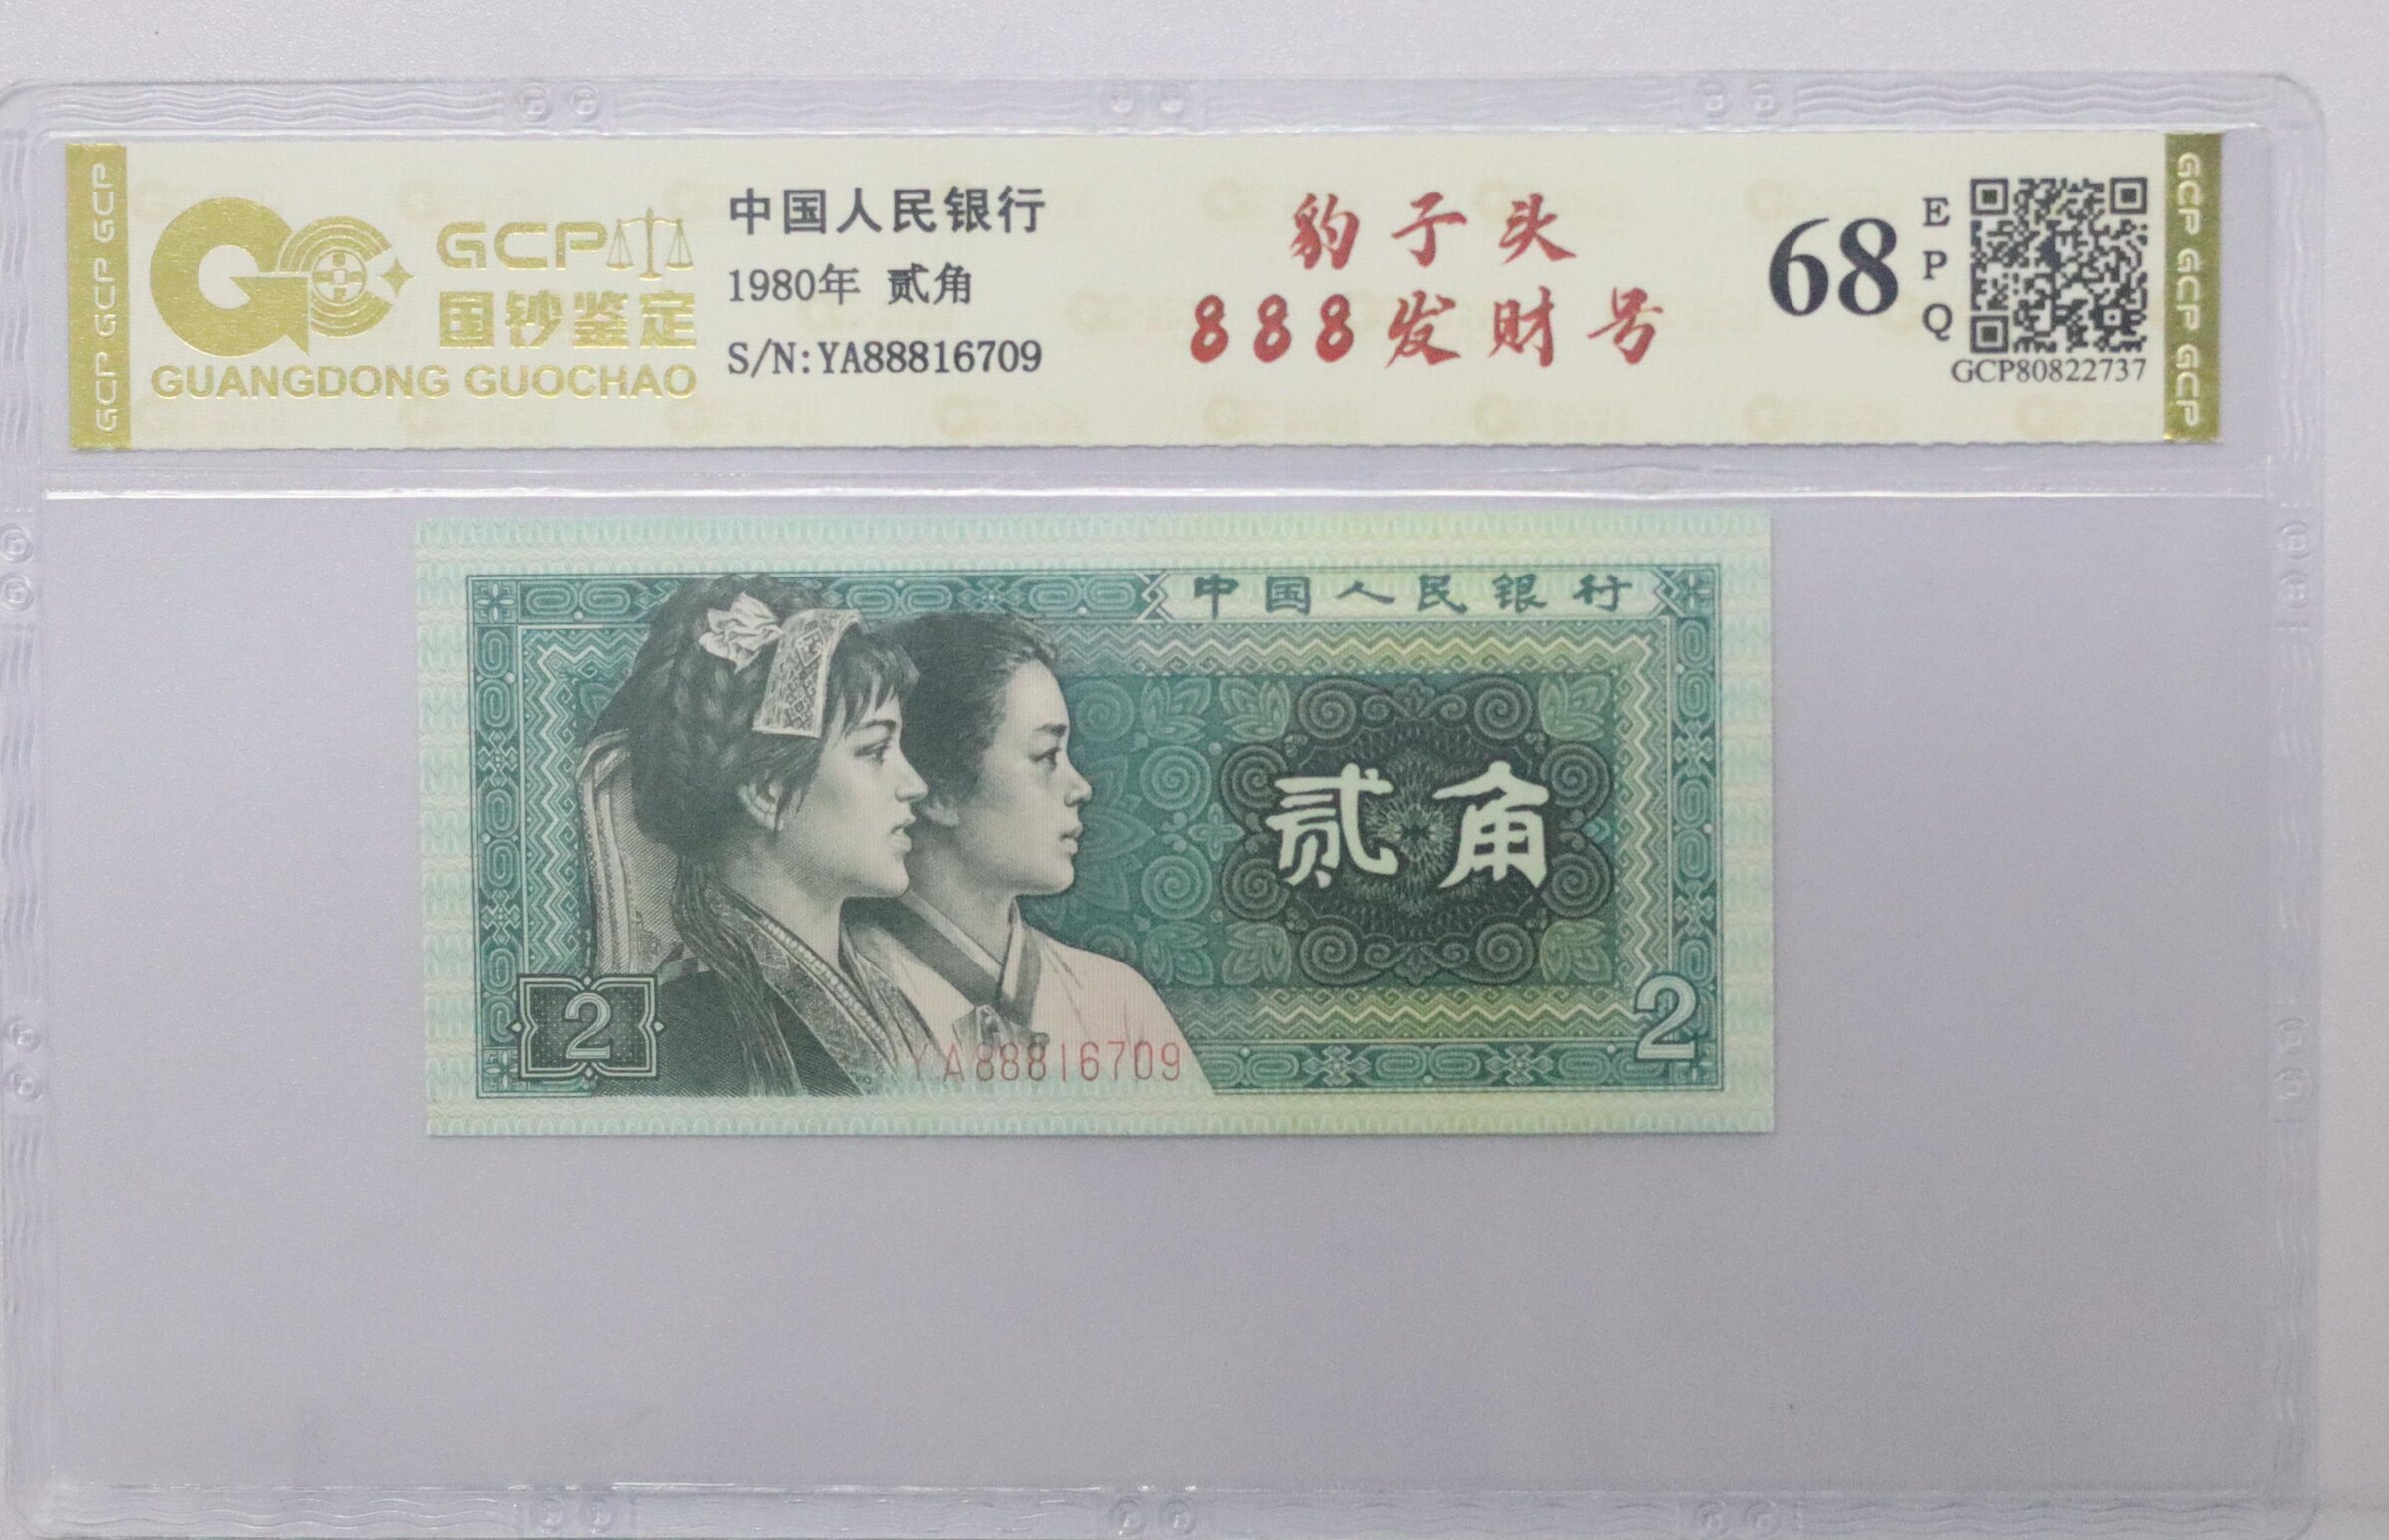 GCP GCP GCP
GCP
国钞鉴定
GUANGDONG GUOCHAO
中国人民银行
1980年 贰角
S/N:YA88816709
豹子头
888发财号
68
EPQ
GCP80822737
GCP GCP GCP
中国人民银行
贰角
2
2
YA88816709